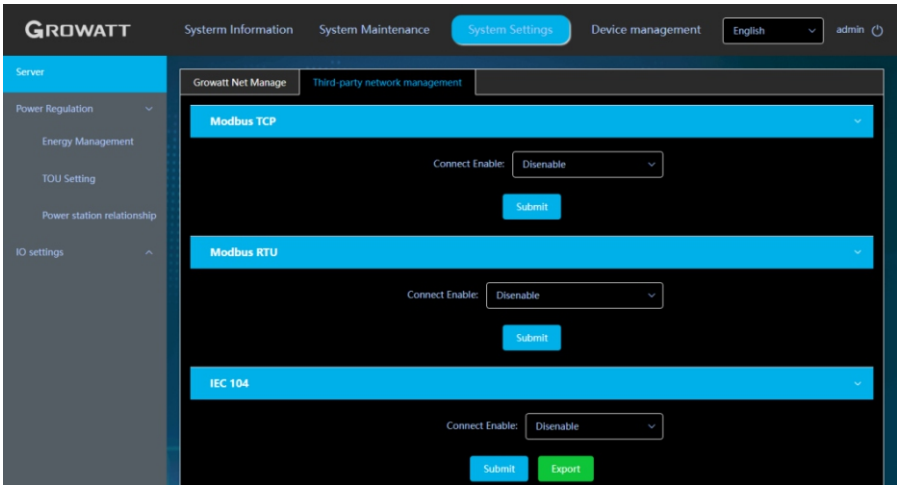 GROWATT
Systerm Information System Maintenance System Settings Device management English admin
Server
Growatt Net Manage Third-party network management
Power Regulation
Modbus TCP
Energy Management
Connect Enable: Disenable
TOU Setting
Submit
Power station relationship
IO settings
Modbus RTU
Connect Enable: Disenable
Submit
IEC 104
Connect Enable: Disenable
Submit Export